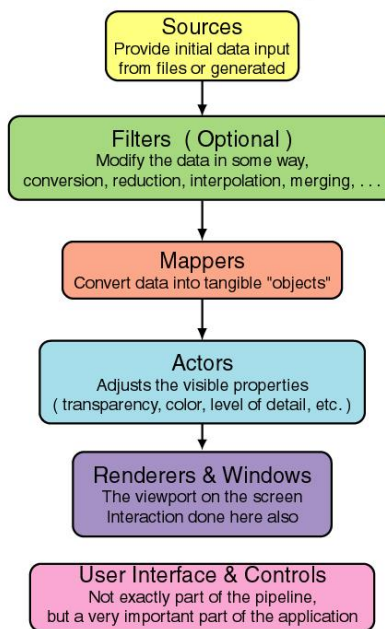 Sources
Provide initial data input
from files or generated
Filters ( Optional )
Modify the data in some way,
conversion, reduction, interpolation, merging, . . .
Mappers
Convert data into tangible "objects"
Actors
Adjusts the visible properties
( transparency, color, level of detail, etc. )
Renderers & Windows
The viewport on the screen
Interaction done here also
User Interface & Controls
Not exactly part of the pipeline,
but a very important part of the application